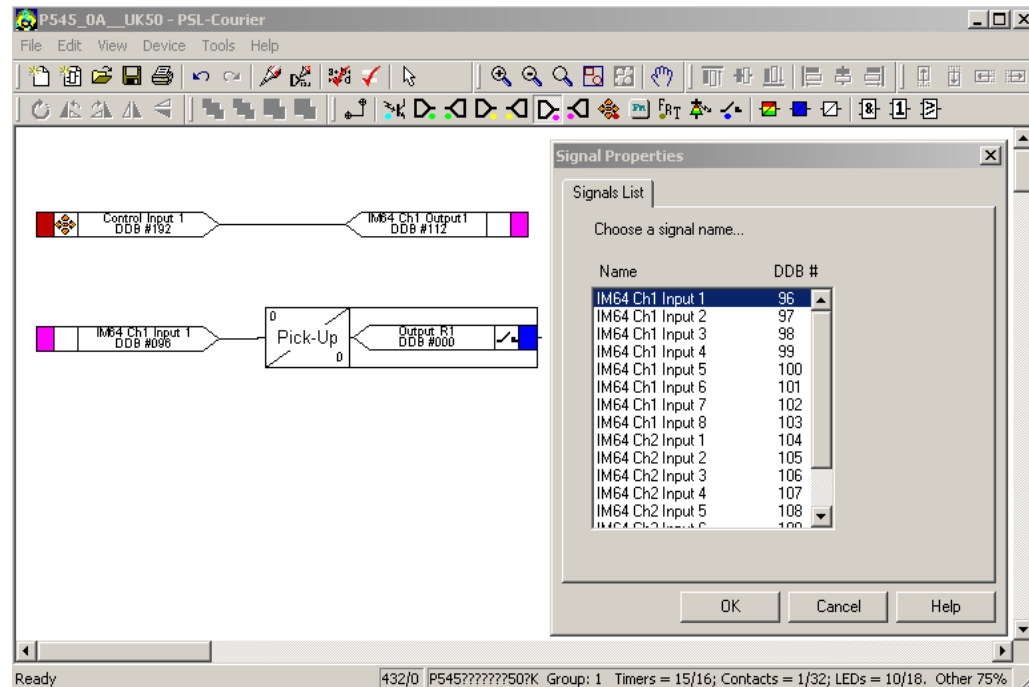 P545_0A__UK50 - PSL-Courier
File Edit View Device Tools Help
Control Input 1
DDB #192
IM64 Ch1 Output1
DDB #112
IM64 Ch1 Input 1
DDB #096
0
Pick-Up
0
Output R1
DDB #000
Signal Properties
Signals List
Choose a signal name...
Name DDB #
IM64 Ch1 Input 1 96
IM64 Ch1 Input 2 97
IM64 Ch1 Input 3 98
IM64 Ch1 Input 4 99
IM64 Ch1 Input 5 100
IM64 Ch1 Input 6 101
IM64 Ch1 Input 7 102
IM64 Ch1 Input 8 103
IM64 Ch2 Input 1 104
IM64 Ch2 Input 2 105
IM64 Ch2 Input 3 106
IM64 Ch2 Input 4 107
IM64 Ch2 Input 5 108
OK Cancel Help
Ready 432/0 P545???????50?K Group: 1 Timers = 15/16; Contacts = 1/32; LEDs = 10/18. Other 75%